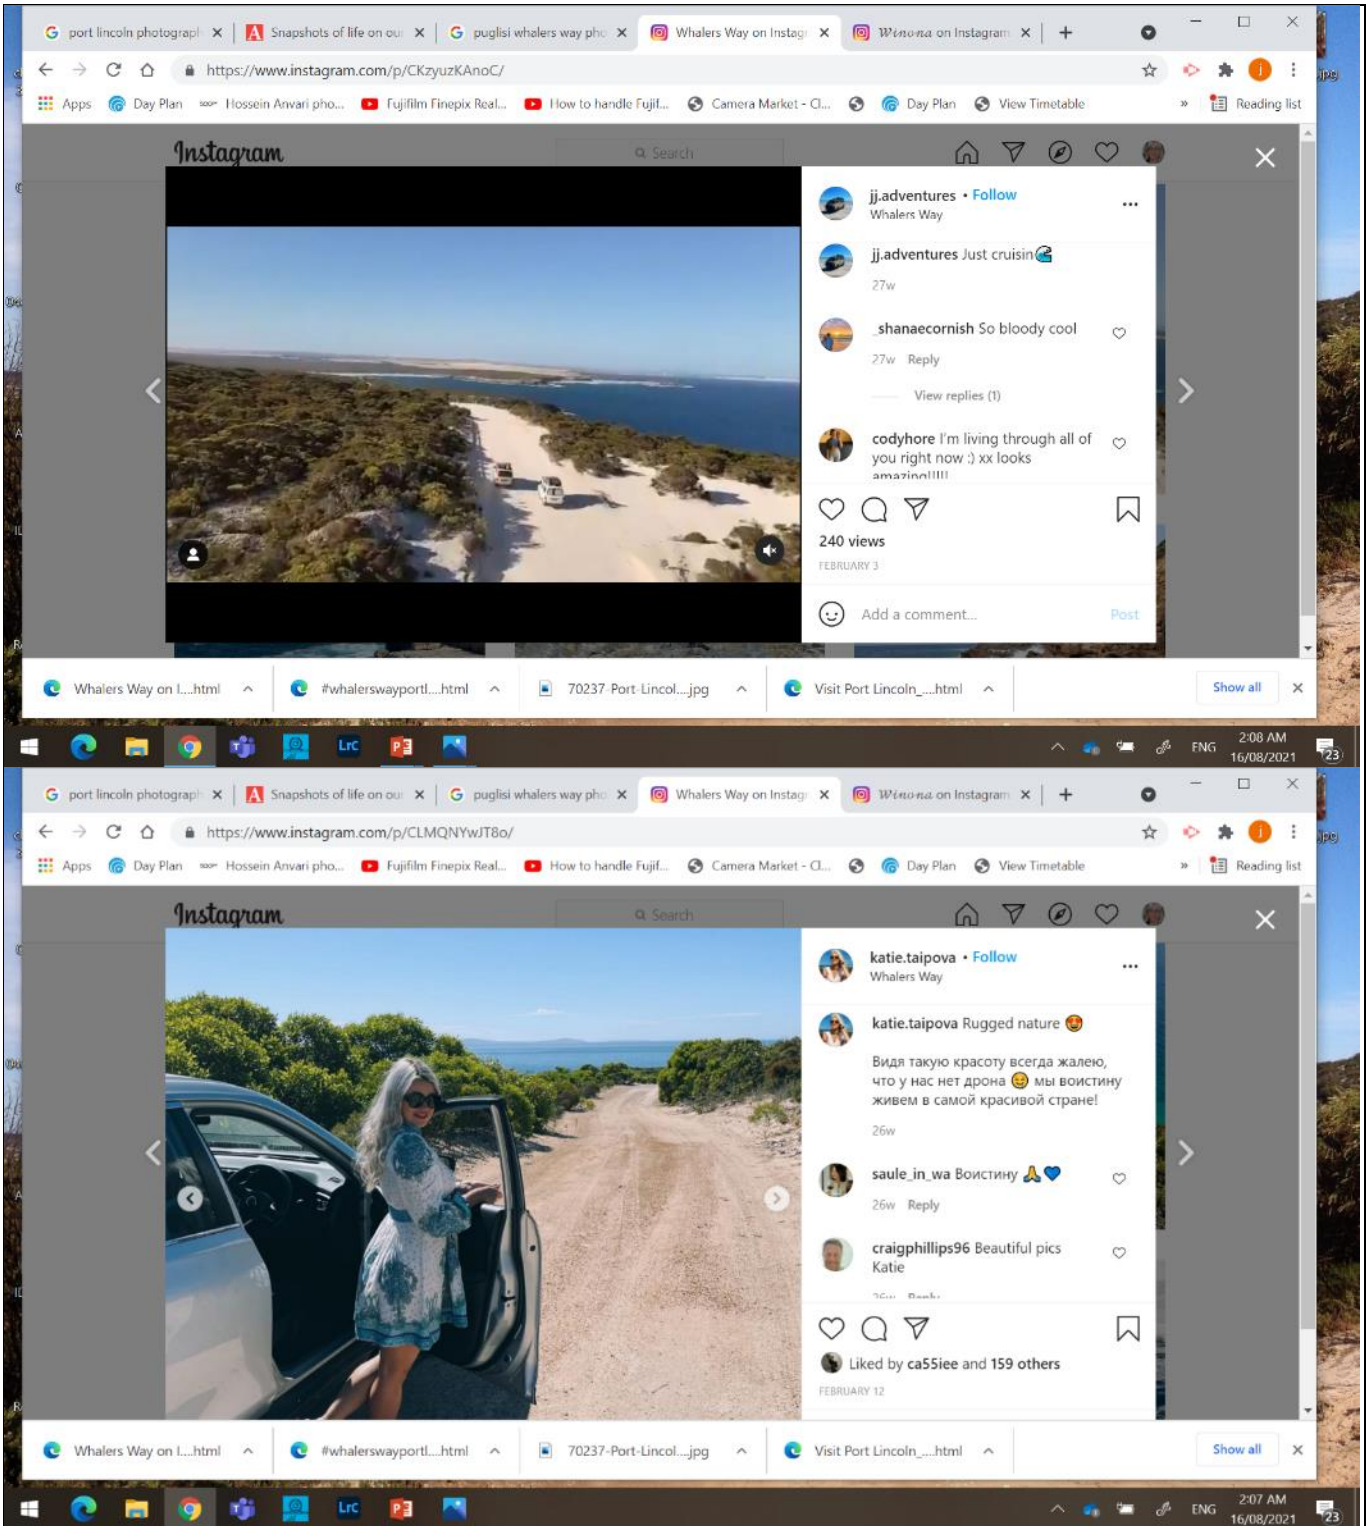 port lincoln photograph
Snapshots of life on our
puglisi whalers way pho
Whalers Way on Instag
Winona on Instagram
https://www.instagram.com/p/CKzyuzKAnoC/
Apps
Day Plan
Hossein Anvari pho...
Fujifilm Finepix Real...
How to handle Fujif...
Camera Market - Cl...
Day Plan
View Timetable
»
Reading list
Instagram
Search
jj.adventures • Follow
Whalers Way
jj.adventures Just cruisin🌊
27w
_shanaecornish So bloody cool
27w Reply
View replies (1)
codyhore I'm living through all of
you right now :) xx looks
amazing!!!!!
240 views
FEBRUARY 3
Add a comment...
Post
Whalers Way on I....html
#whalerswayportl....html
70237-Port-Lincol....jpg
Visit Port Lincoln_....html
Show all
LrC
ENG
2:08 AM
16/08/2021
23
port lincoln photograph
Snapshots of life on our
puglisi whalers way pho
Whalers Way on Instag
Winona on Instagram
https://www.instagram.com/p/CLMQNYwJT8o/
Apps
Day Plan
Hossein Anvari pho...
Fujifilm Finepix Real...
How to handle Fujif...
Camera Market - Cl...
Day Plan
View Timetable
»
Reading list
Instagram
Search
katie.taipova • Follow
Whalers Way
katie.taipova Rugged nature 😍
Видя такую красоту всегда жалею,
что у нас нет дрона 😄 мы воистину
живем в самой красивой стране!
26w
saule_in_wa Воистину 🙏💙
26w Reply
craigphillips96 Beautiful pics
Katie
26w Reply
Liked by ca55iee and 159 others
FEBRUARY 12
Whalers Way on I....html
#whalerswayportl....html
70237-Port-Lincol....jpg
Visit Port Lincoln_....html
Show all
LrC
ENG
2:07 AM
16/08/2021
23